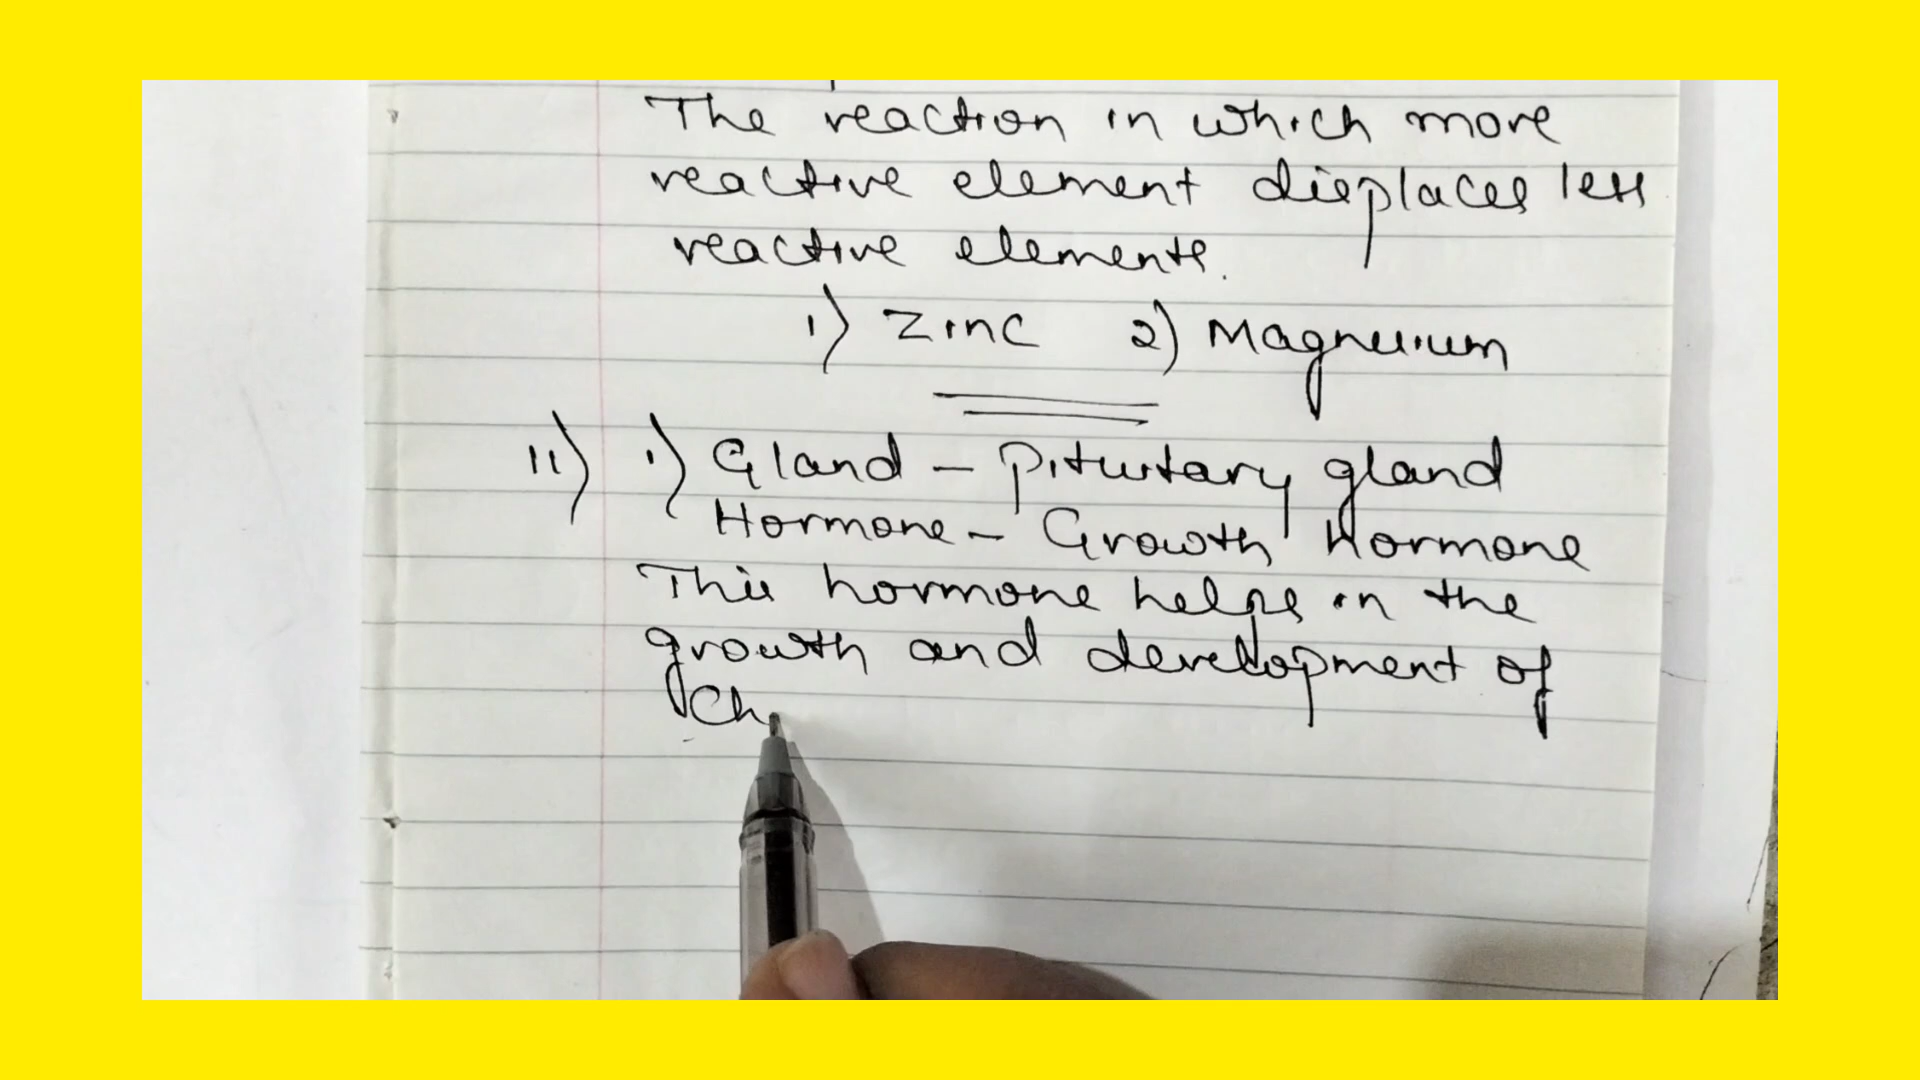 The reaction in which more
reactive element displaces less
reactive elements.
1) Zinc 2) Magnesium
11) 1) Gland - Pituitary gland
Hormone - Growth Hormone
This hormone helps in the
growth and development of
Ch